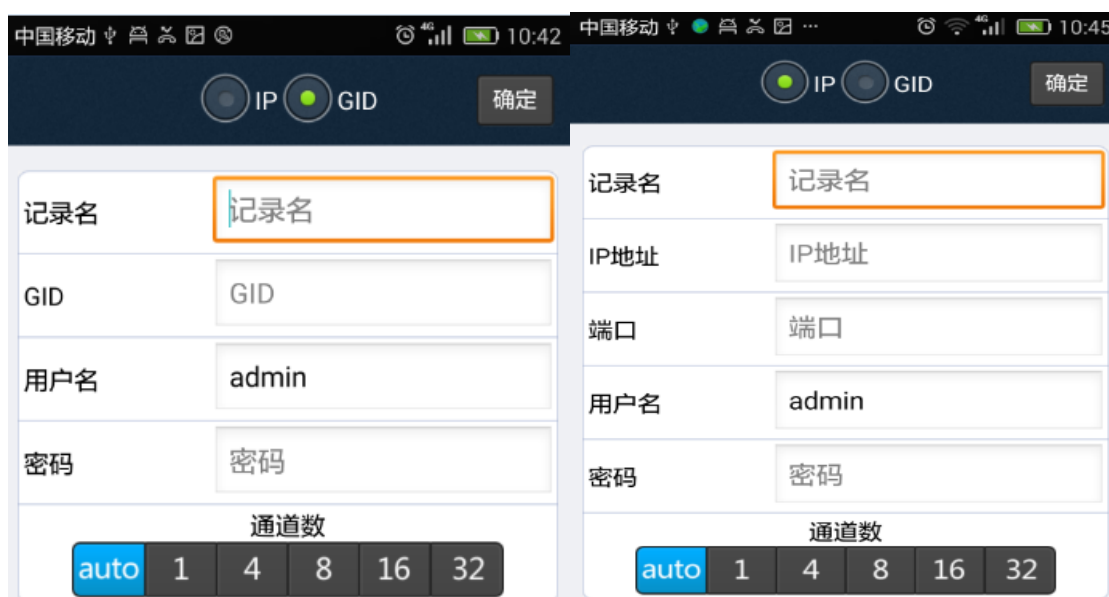 中国移动 4G 10:42
IP GID 确定
记录名 记录名
GID GID
用户名 admin
密码 密码
通道数
auto 1 4 8 16 32
中国移动 ... 4G 10:45
IP GID 确定
记录名 记录名
IP地址 IP地址
端口 端口
用户名 admin
密码 密码
通道数
auto 1 4 8 16 32